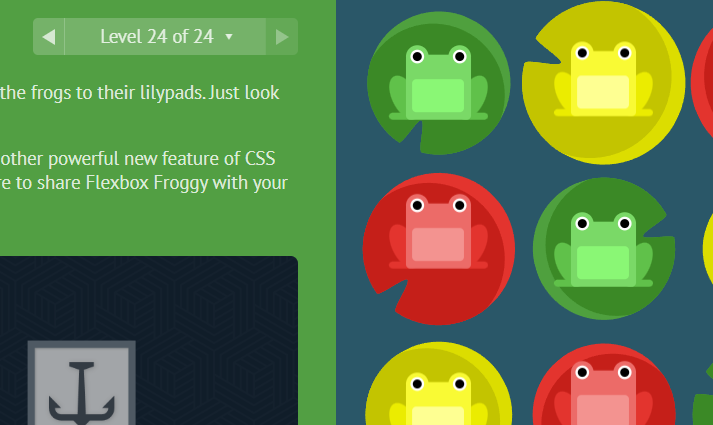 Level 24 of 24
the frogs to their lilypads. Just look
other powerful new feature of CSS
re to share Flexbox Froggy with your